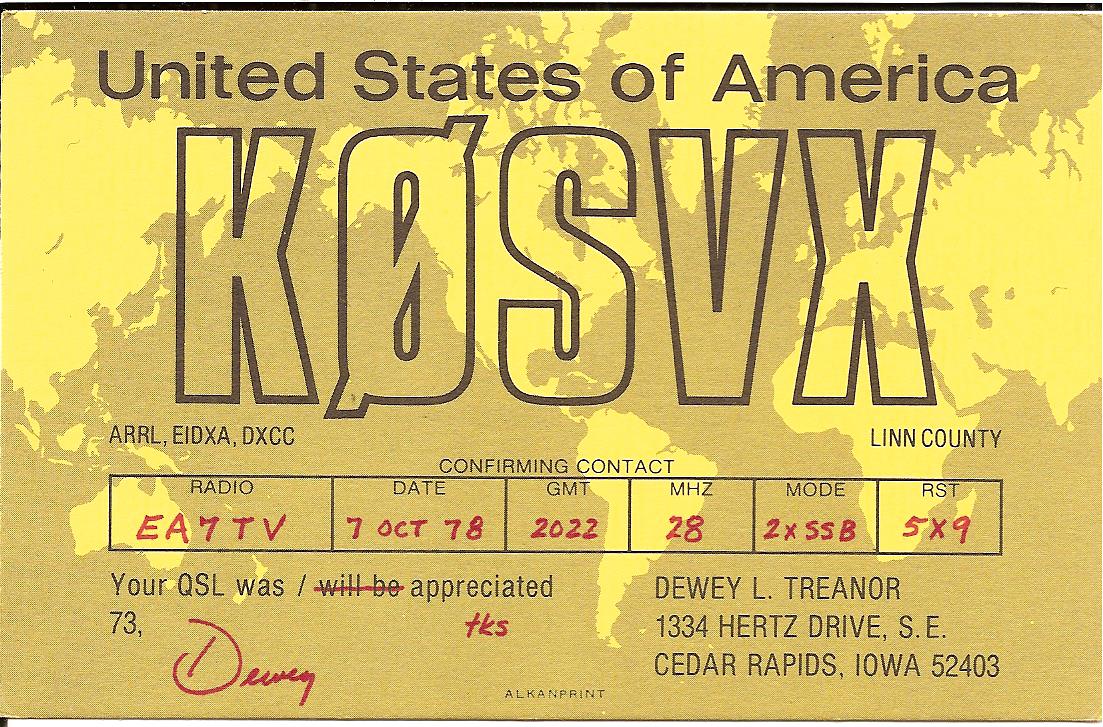 United States of America
KØSVX
ARRL, EIDXA, DXCC
LINN COUNTY
CONFIRMING CONTACT
RADIO DATE GMT MHZ MODE RST
EA7TV 7 OCT 78 2022 28 2x SSB 5X9
Your QSL was / will be appreciated
73,
tks
Dewey
DEWEY L. TREANOR
1334 HERTZ DRIVE, S.E.
CEDAR RAPIDS, IOWA 52403
ALKANPRINT